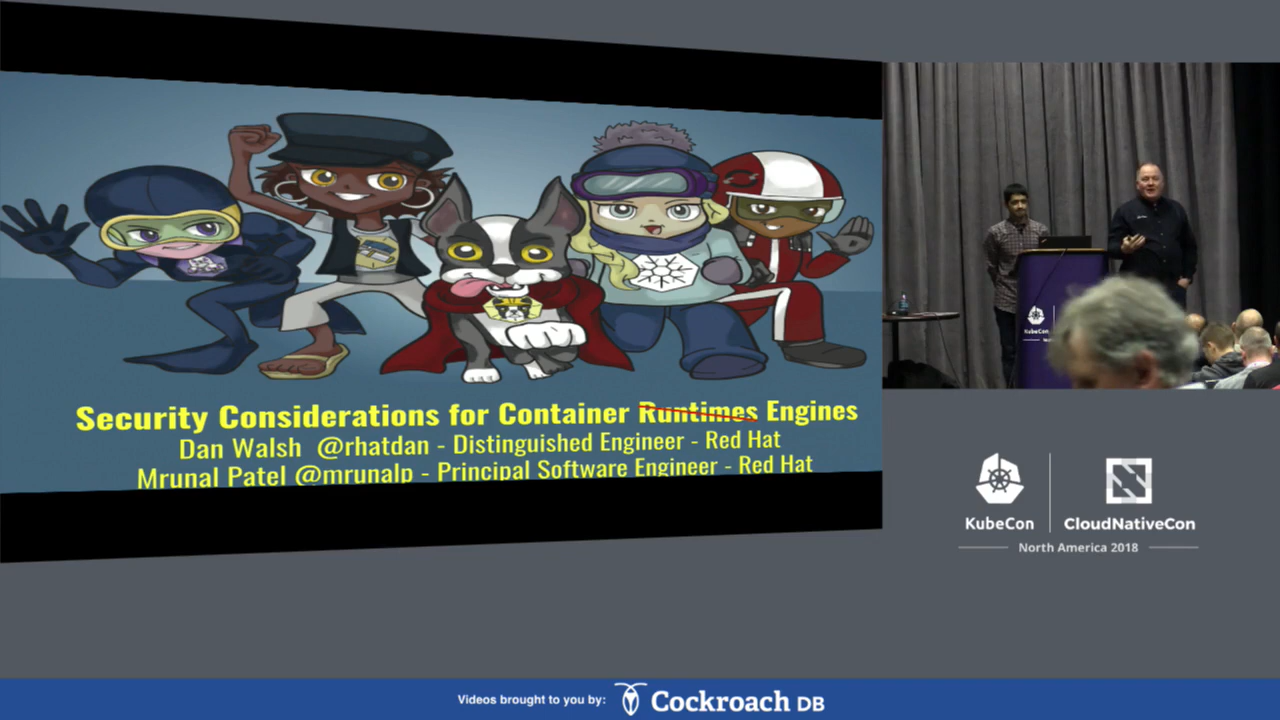 Security Considerations for Container Runtimes Engines
Dan Walsh @rhatdan - Distinguished Engineer - Red Hat
Mrunal Patel @mrunalp - Principal Software Engineer - Red Hat
KubeCon
KubeCon
CloudNativeCon
North America 2018
Videos brought to you by:
Cockroach DB